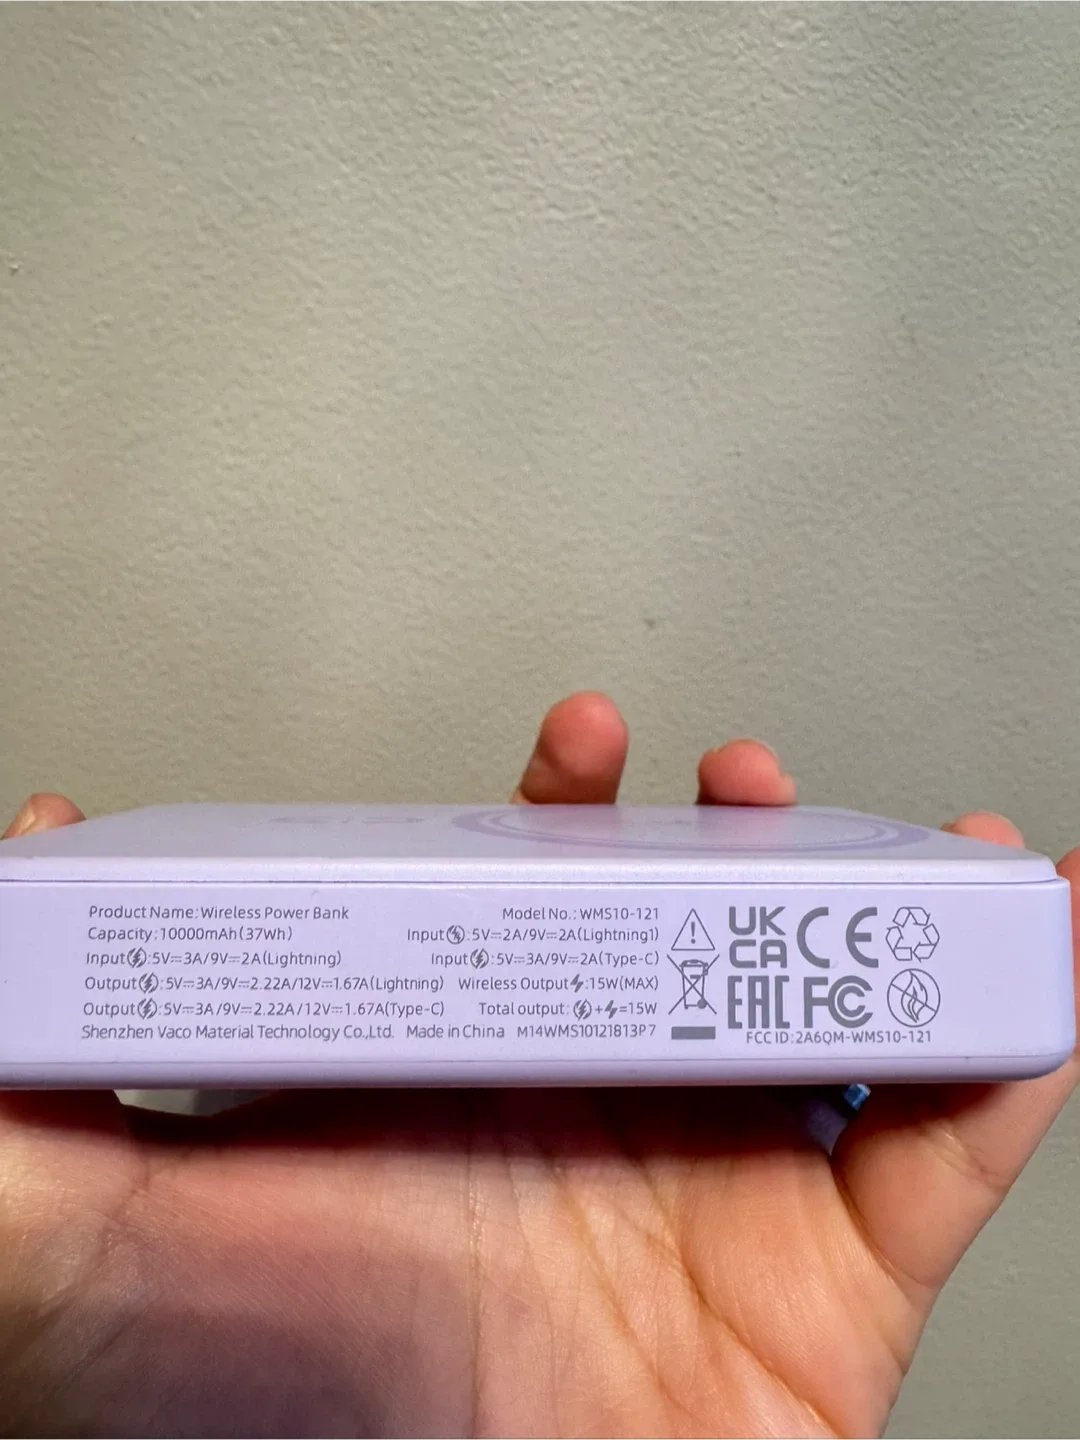 Product Name: Wireless Power Bank
Model No.: WMS10-121
Capacity: 10000mAh(37Wh)
Input: 5V⎓2A/9V⎓2A(Lightning1)
Input: 5V⎓3A/9V⎓2A(Lightning)
Input: 5V⎓3A/9V⎓2A(Type-C)
Output: 5V⎓3A/9V⎓2.22A/12V⎓1.67A(Lightning)
Wireless Output: 15W(MAX)
Output: 5V⎓3A/9V⎓2.22A/12V⎓1.67A(Type-C)
Total output: +=15W
Shenzhen Vaco Material Technology Co.,Ltd. Made in China M14WMS10121813P7
UK
CA
CE
EAC
FC
FCC ID:2A6QM-WMS10-121